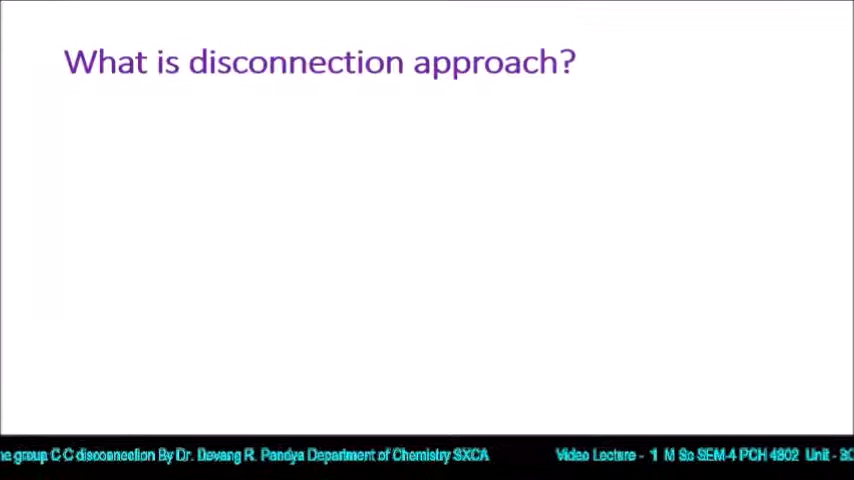 What is disconnection approach?
ne group C C disconnection By Dr. Devang R. Pandya Department of Chemistry SXCA Video Lecture - 1 M Sc SEM-4 PCH 4802 Unit -